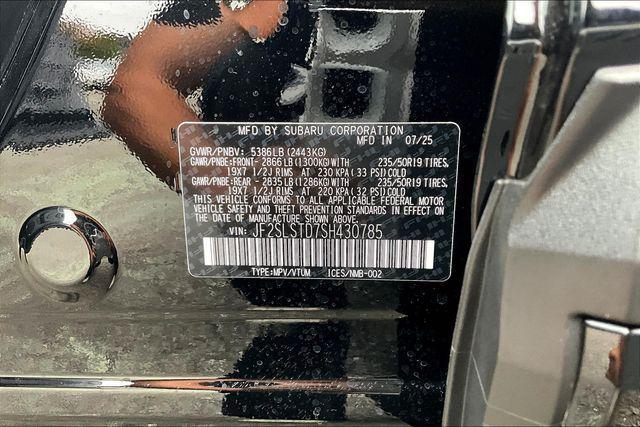 MFD BY SUBARU CORPORATION
MFD IN 07/25
GVWR/PNBV: 5386LB (2443KG)
GAWR/PNBE:FRONT- 2866LB(1300KG)WITH 235/50R19 TIRES,
19X7 1/2J RIMS AT 230 KPA( 33 PSI)COLD
GAWR/PNBE:REAR - 2835LB(1286KG)WITH 235/50R19 TIRES,
19X7 1/2J RIMS AT 220 KPA( 32 PSI)COLD
THIS VEHICLE CONFORMS TO ALL APPLICABLE FEDERAL MOTOR
VEHICLE SAFETY AND THEFT PREVENTION STANDARDS IN EFFECT
ON THE DATE OF MANUFACTURE SHOWN ABOVE.
VIN: JF2SLSTD7SH430785
TYPE:MPV/VTUM ICES/NMB-002